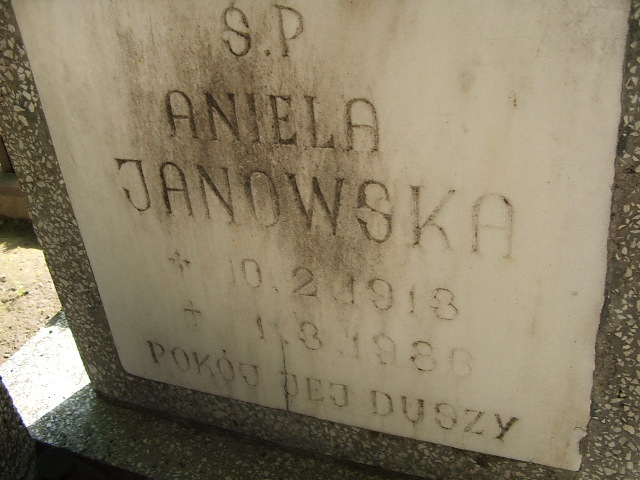 Ś.P
ANIELA
JANOWSKA
* 10.2 1918
+ 1.8 1986
POKÓJ JEJ DUSZY